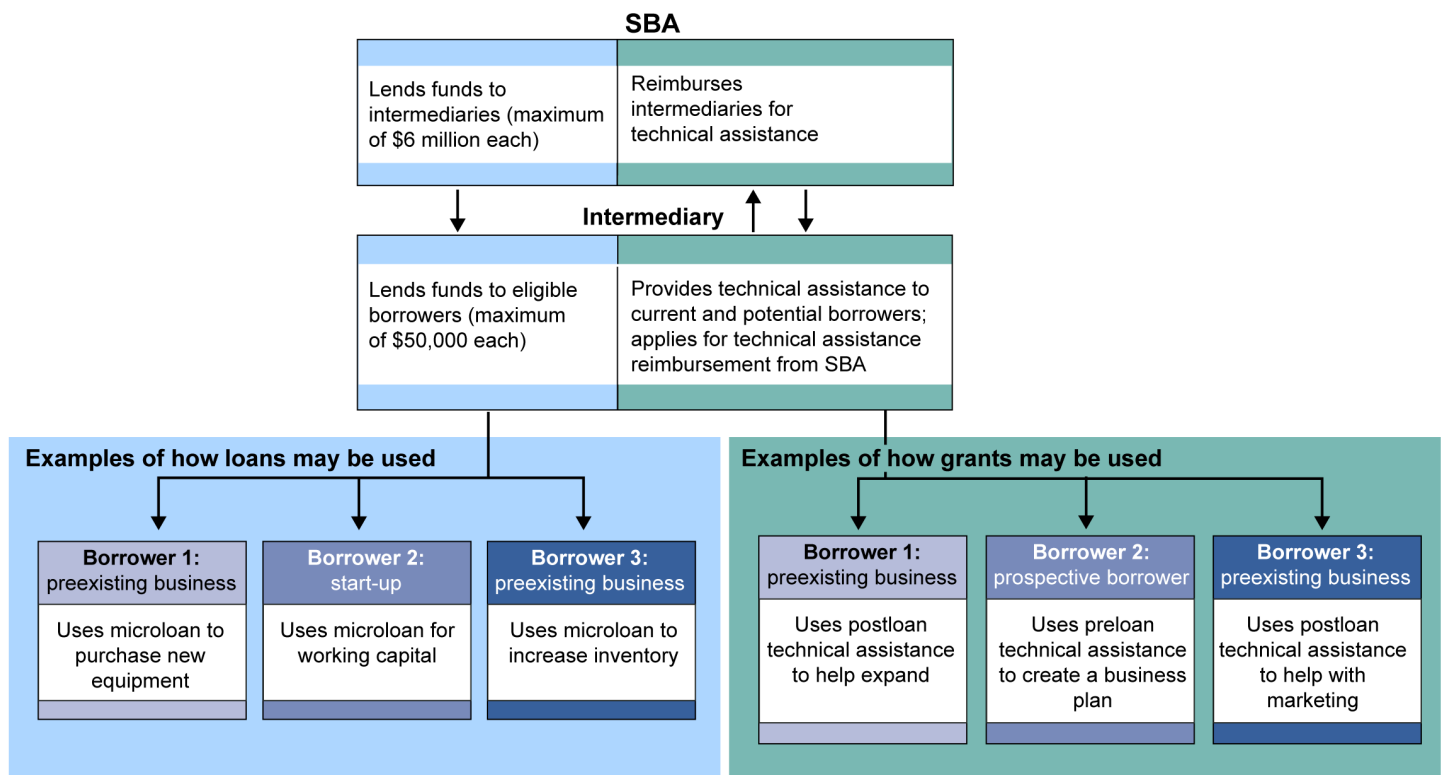 SBA
Lends funds to
intermediaries (maximum
of $6 million each)
Reimburses
intermediaries for
technical assistance
Intermediary
Lends funds to eligible
borrowers (maximum
of $50,000 each)
Provides technical assistance to
current and potential borrowers;
applies for technical assistance
reimbursement from SBA
Examples of how loans may be used
Borrower 1:
preexisting business
Uses microloan to
purchase new
equipment
Borrower 2:
start-up
Uses microloan for
working capital
Borrower 3:
preexisting business
Uses microloan to
increase inventory
Examples of how grants may be used
Borrower 1:
preexisting business
Uses postloan
technical assistance
to help expand
Borrower 2:
prospective borrower
Uses preloan
technical assistance
to create a business
plan
Borrower 3:
preexisting business
Uses postloan
technical assistance
to help with
marketing